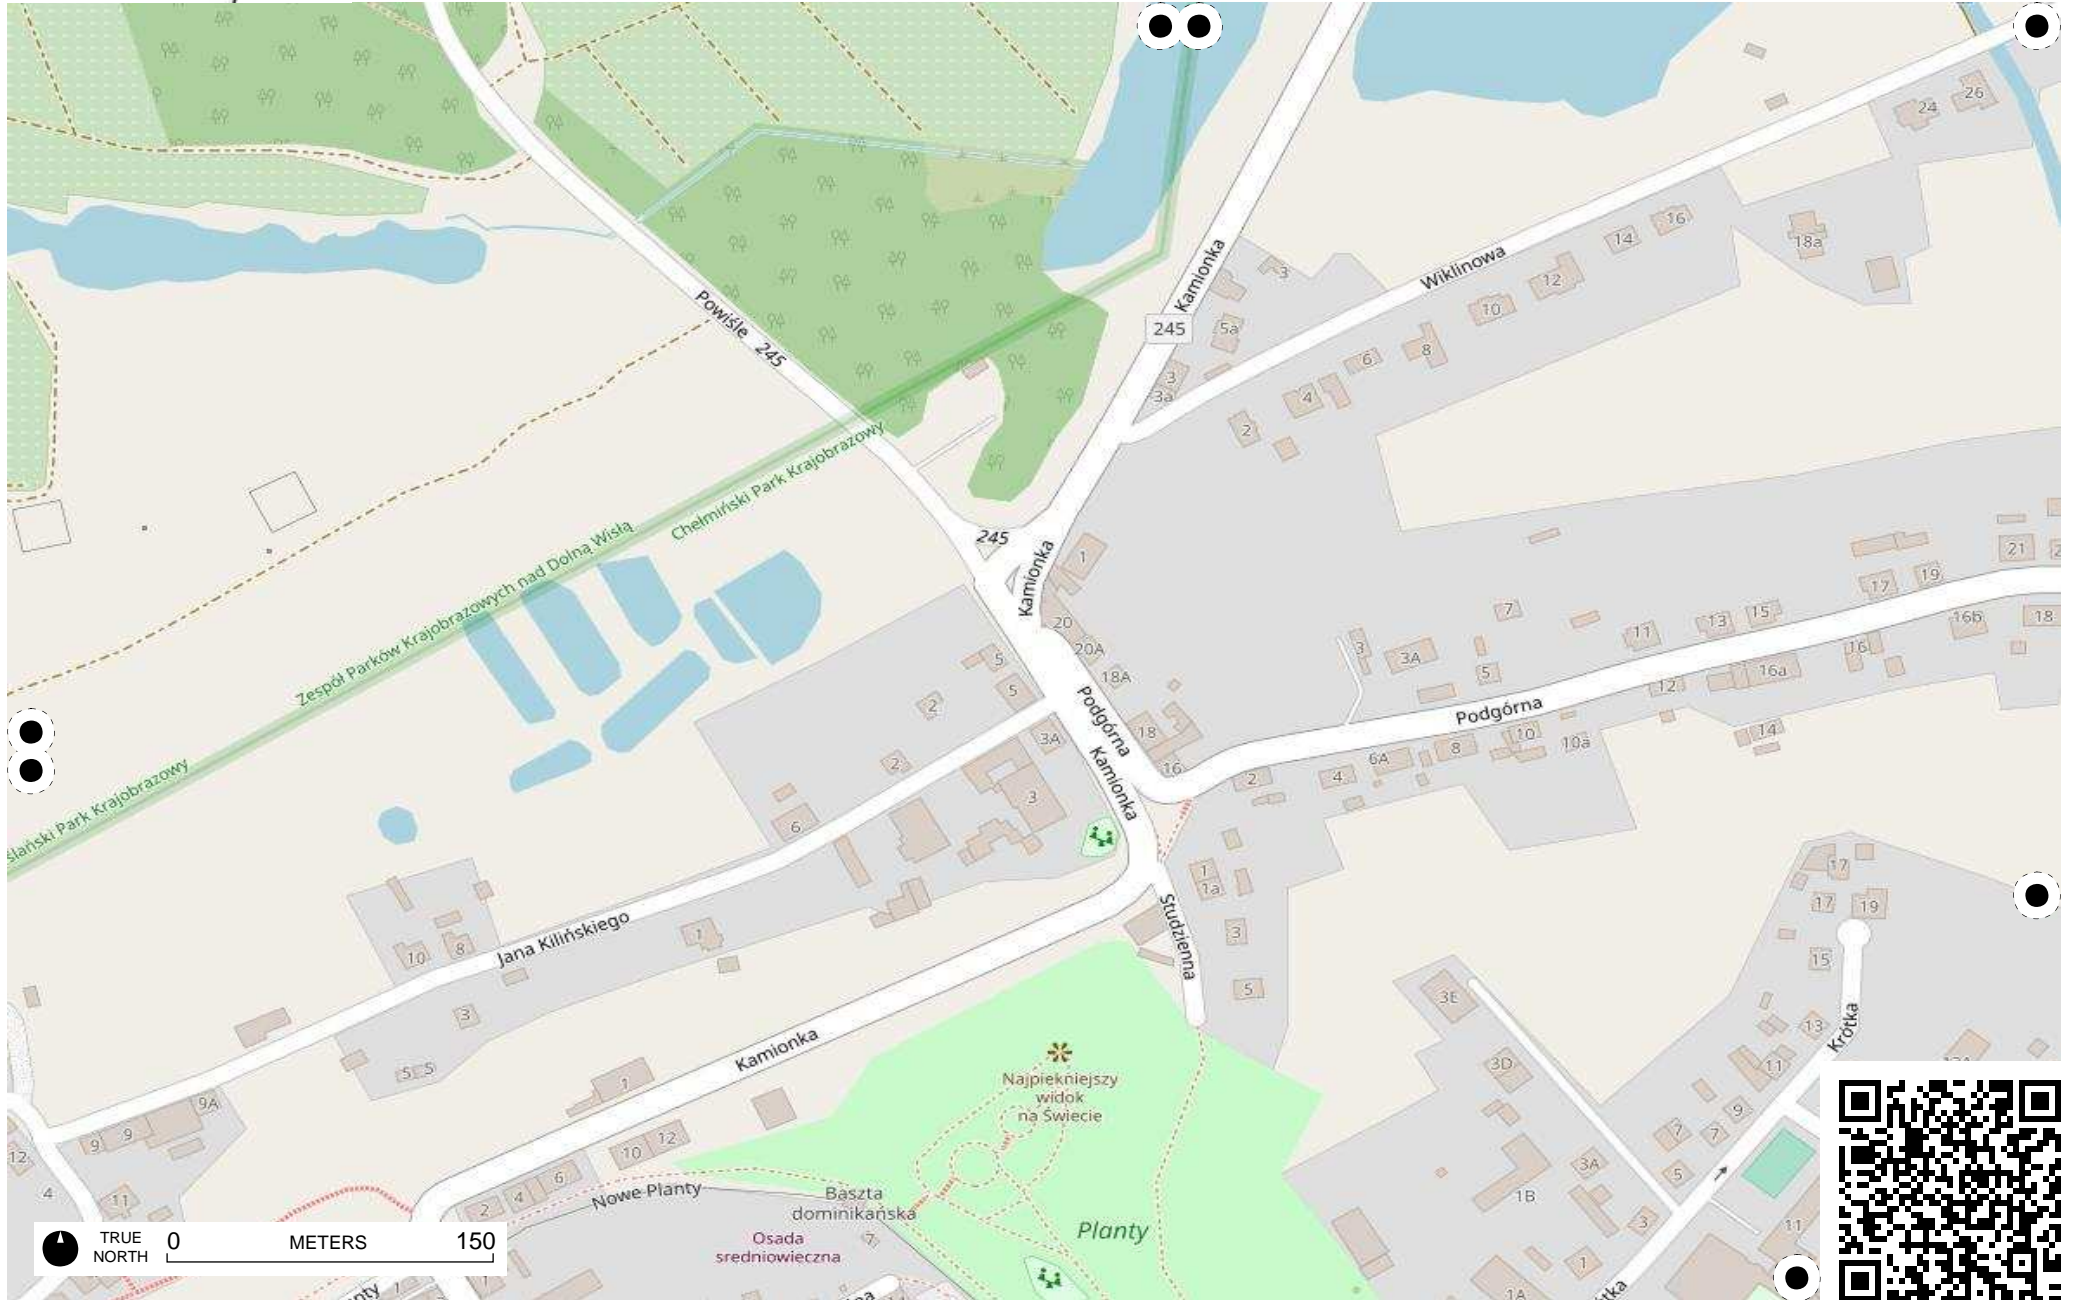 24
26
16
14
18a
Wiklinowa
12
10
3
Kamionka
5a
245
8
6
3
3a
4
2
Powiśle 245
Chełmiński Park Krajobrazowy
Zespół Parków Krajobrazowych nad Dolną Wisłą
245
Kamionka
1
20
20A
18A
5
5
2
3A
2
3
6
Podgórna
Kamionka
18
16
21
19
17
15
13
11
7
3
3A
5
16b
18
16
16a
12
14
Podgórna
10
10a
8
6A
4
2
ślański Park Krajobrazowy
10
8
Jana Kilińskiego
1
3
5
5
1
1a
3
5
Studzienna
17
17
19
15
13
11
Krótka
3E
3D
9
7
7
5
3A
3
1B
1
1A
11
Kamionka
1
9A
9
9
12
4
11
12
10
6
4
2
Nowe Planty
Najpiękniejszy
widok
na Świecie
Baszta
dominikańska
Planty
Osada
sredniowieczna
7
TRUE
NORTH
0
METERS
150